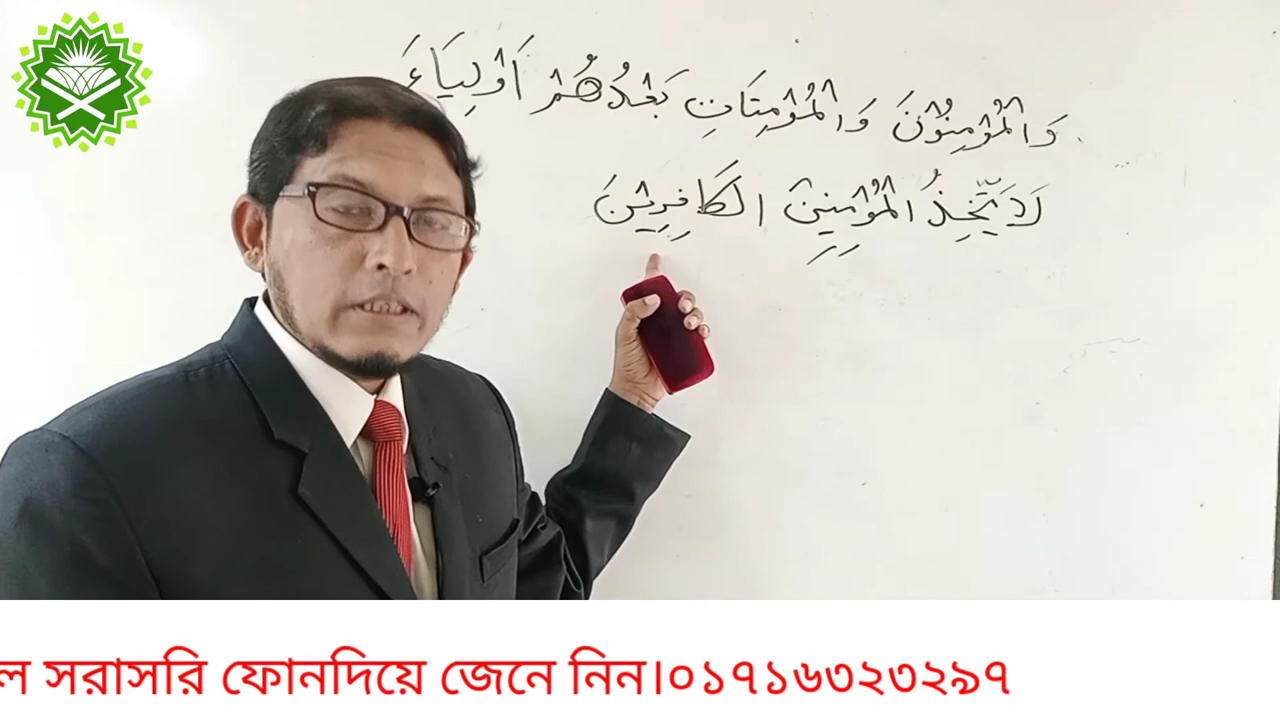 وَالْمُؤْمِنُوْنَ وَالْمُؤْمِنَاتِ بَعْدُهُمْ اَوْلِيَاءَ
لَا يَتَّخِذُ الْمُؤْمِنِيْنَ الْكَافِرِيْنَ
ল সরাসরি ফোনদিয়ে জেনে নিন।০১৭১৬৩২৩২৯৭